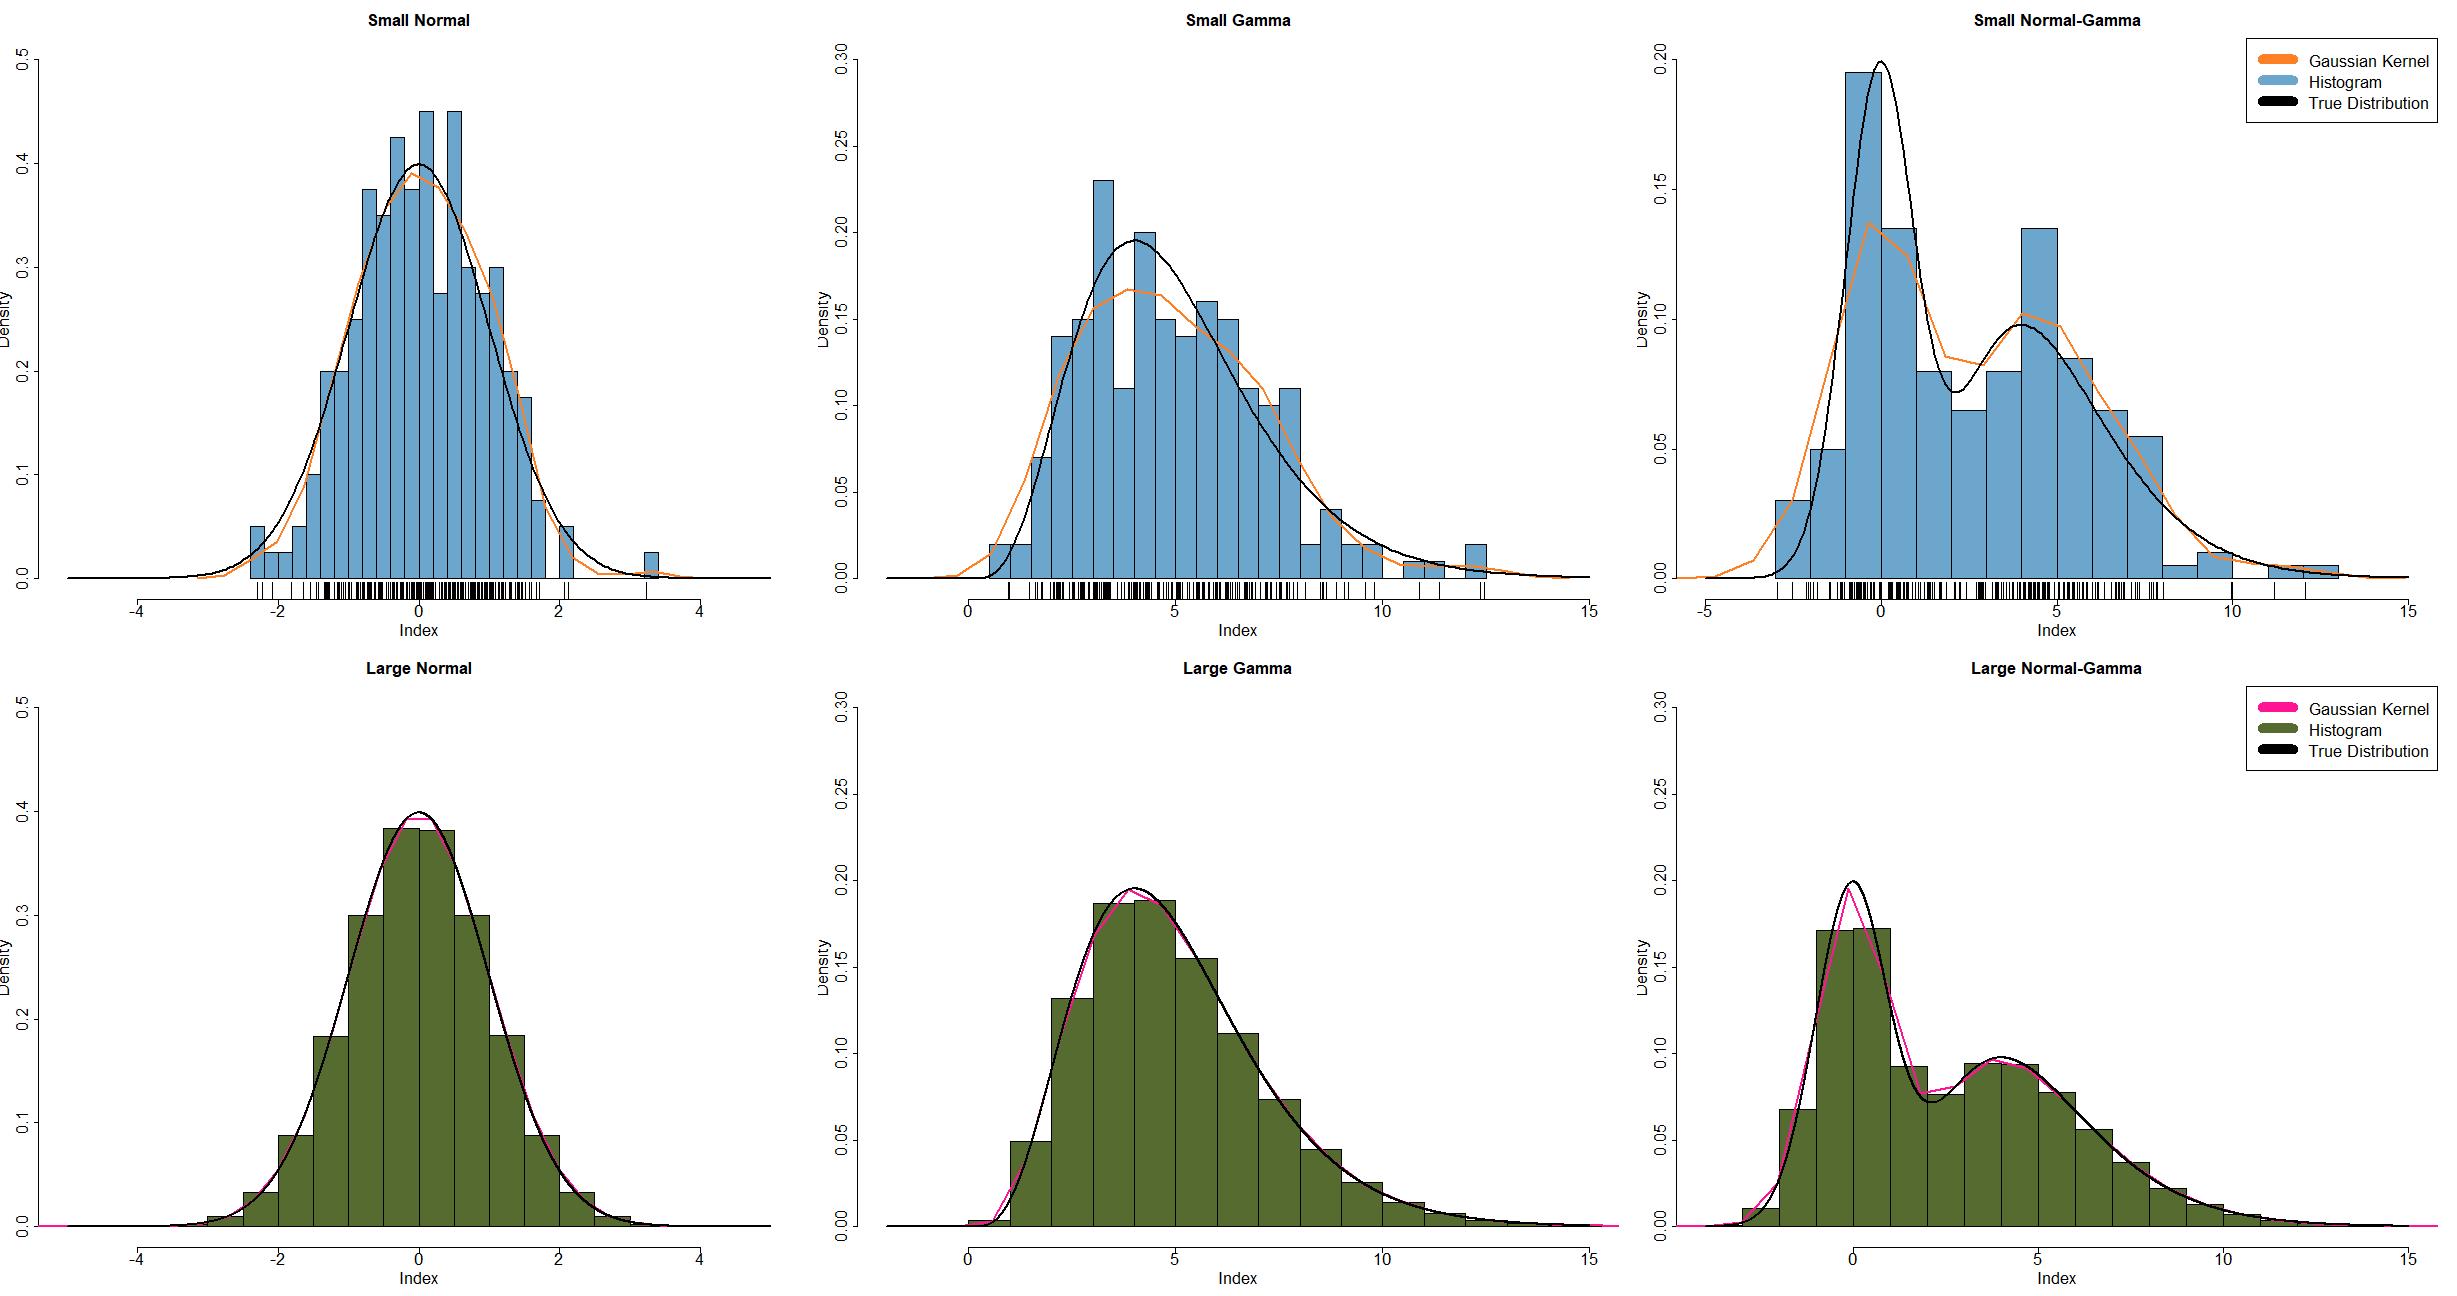 Small Normal
Small Gamma
Small Normal-Gamma
Density
0.0 0.1 0.2 0.3 0.4 0.5
-4 -2 0 2 4
Index
Density
0.00 0.05 0.10 0.15 0.20 0.25 0.30
0 5 10 15
Index
Density
0.00 0.05 0.10 0.15 0.20
-5 0 5 10 15
Index
Gaussian Kernel
Histogram
True Distribution
Large Normal
Large Gamma
Large Normal-Gamma
Density
0.0 0.1 0.2 0.3 0.4 0.5
-4 -2 0 2 4
Index
Density
0.00 0.05 0.10 0.15 0.20 0.25 0.30
0 5 10 15
Index
Density
0.00 0.05 0.10 0.15 0.20 0.25 0.30
0 5 10 15
Index
Gaussian Kernel
Histogram
True Distribution